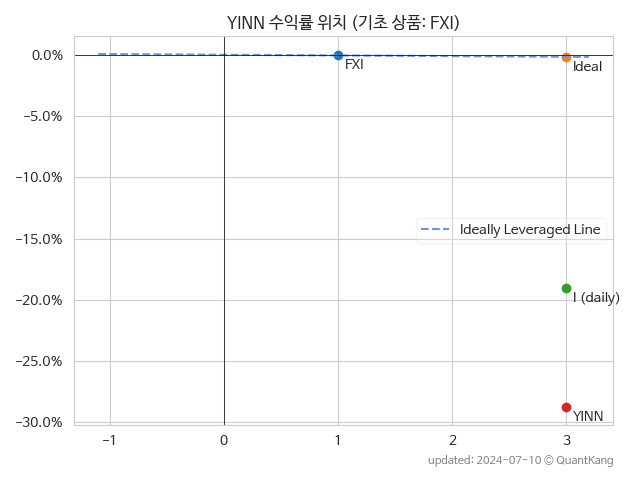 YINN 수익률 위치 (기초 상품: FXI)
0.0%
−5.0%
−10.0%
−15.0%
−20.0%
−25.0%
−30.0%
FXI
Ideal
Ideally Leveraged Line
I (daily)
YINN
−1
0
1
2
3
updated: 2024-07-10 © QuantKang